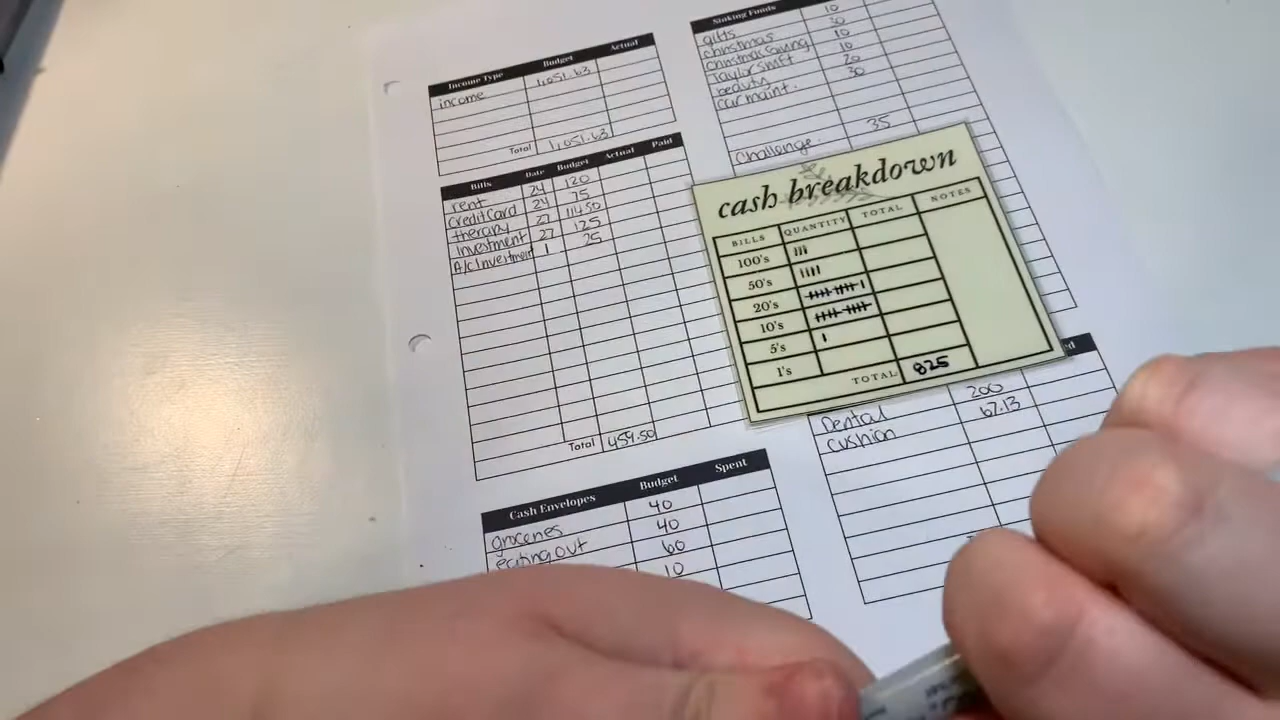 Income Type Budget Actual
income 1,051.63
Total 1,051.63
Bills Date Budget Actual Paid
rent 24 120
credit card 24 75
therapy 27 114.50
investment 27 125
A/c Investment 1 25
Total 459.50
Cash Envelopes Budget Spent
groceries 40
eating out 40
60
10
Sinking Funds
gifts 10
christmas 30
christmas saving 10
Taylor Swift 10
beauty 20
car maint. 30
Challenge. 35
cash breakdown
BILLS QUANTITY TOTAL NOTES
100's
50's
20's
10's
5's
1's
TOTAL 825
200
Dental 67.13
cushion